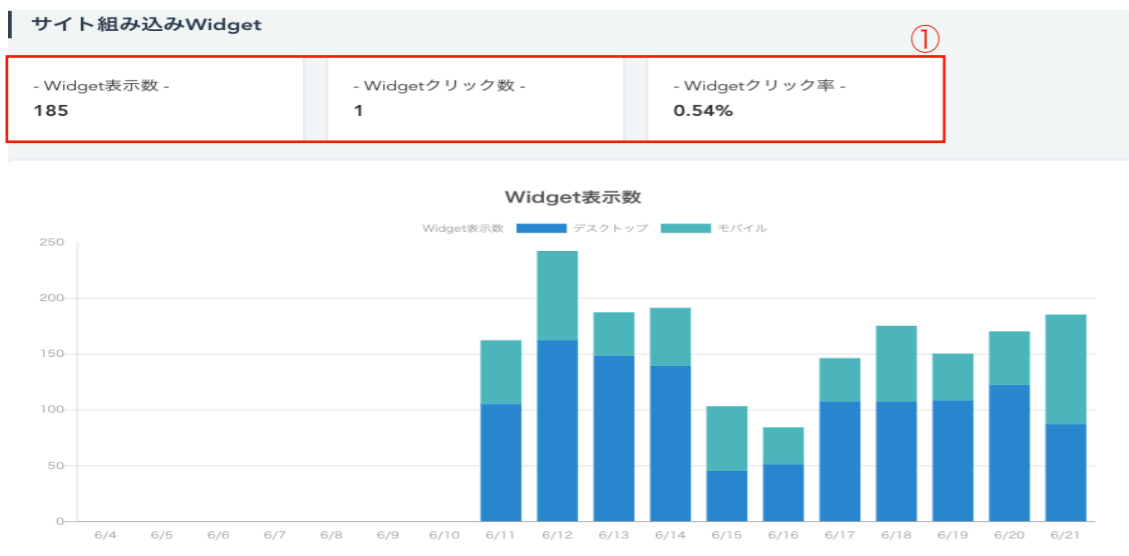 サイト組み込みWidget
①
- Widget表示数 -
185
- Widgetクリック数 -
1
- Widgetクリック率 -
0.54%
Widget表示数
Widget表示数 デスクトップ モバイル
250
200
150
100
50
0
6/4 6/5 6/6 6/7 6/8 6/9 6/10 6/11 6/12 6/13 6/14 6/15 6/16 6/17 6/18 6/19 6/20 6/21